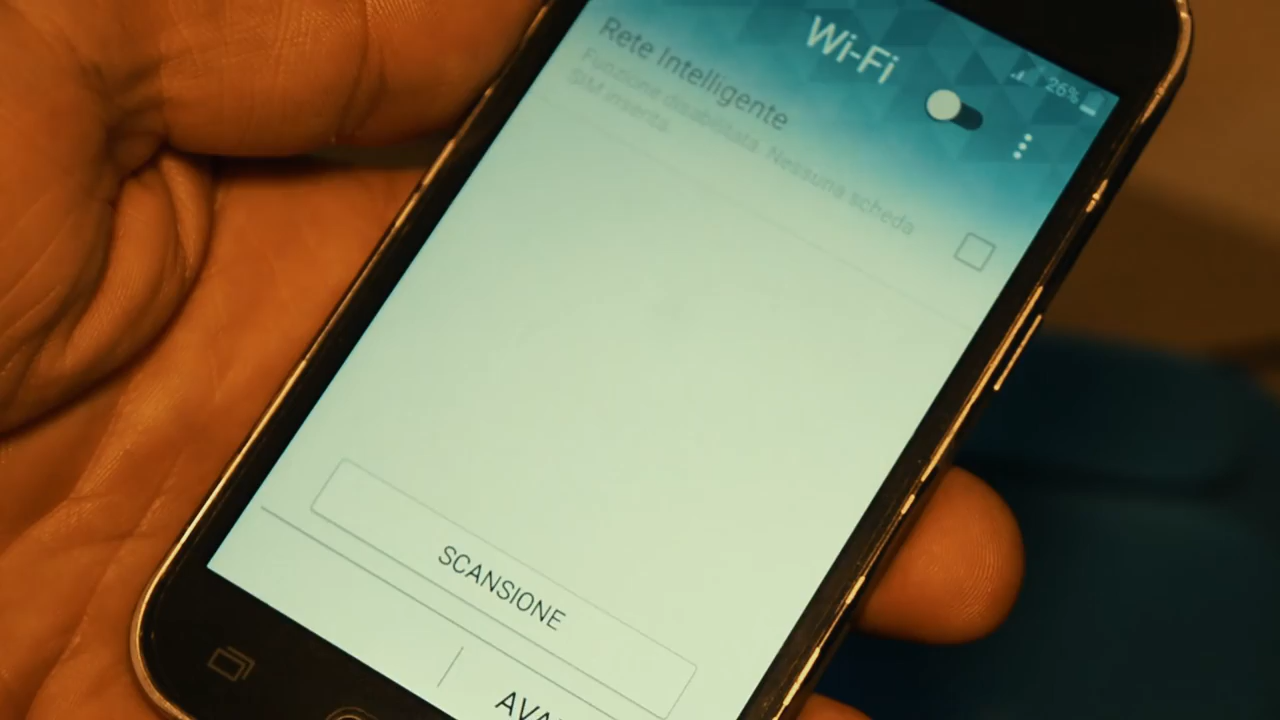 26%
Wi-Fi
Rete Intelligente
Funzione disabilitata. Nessuna scheda
SIM inserita.
SCANSIONE